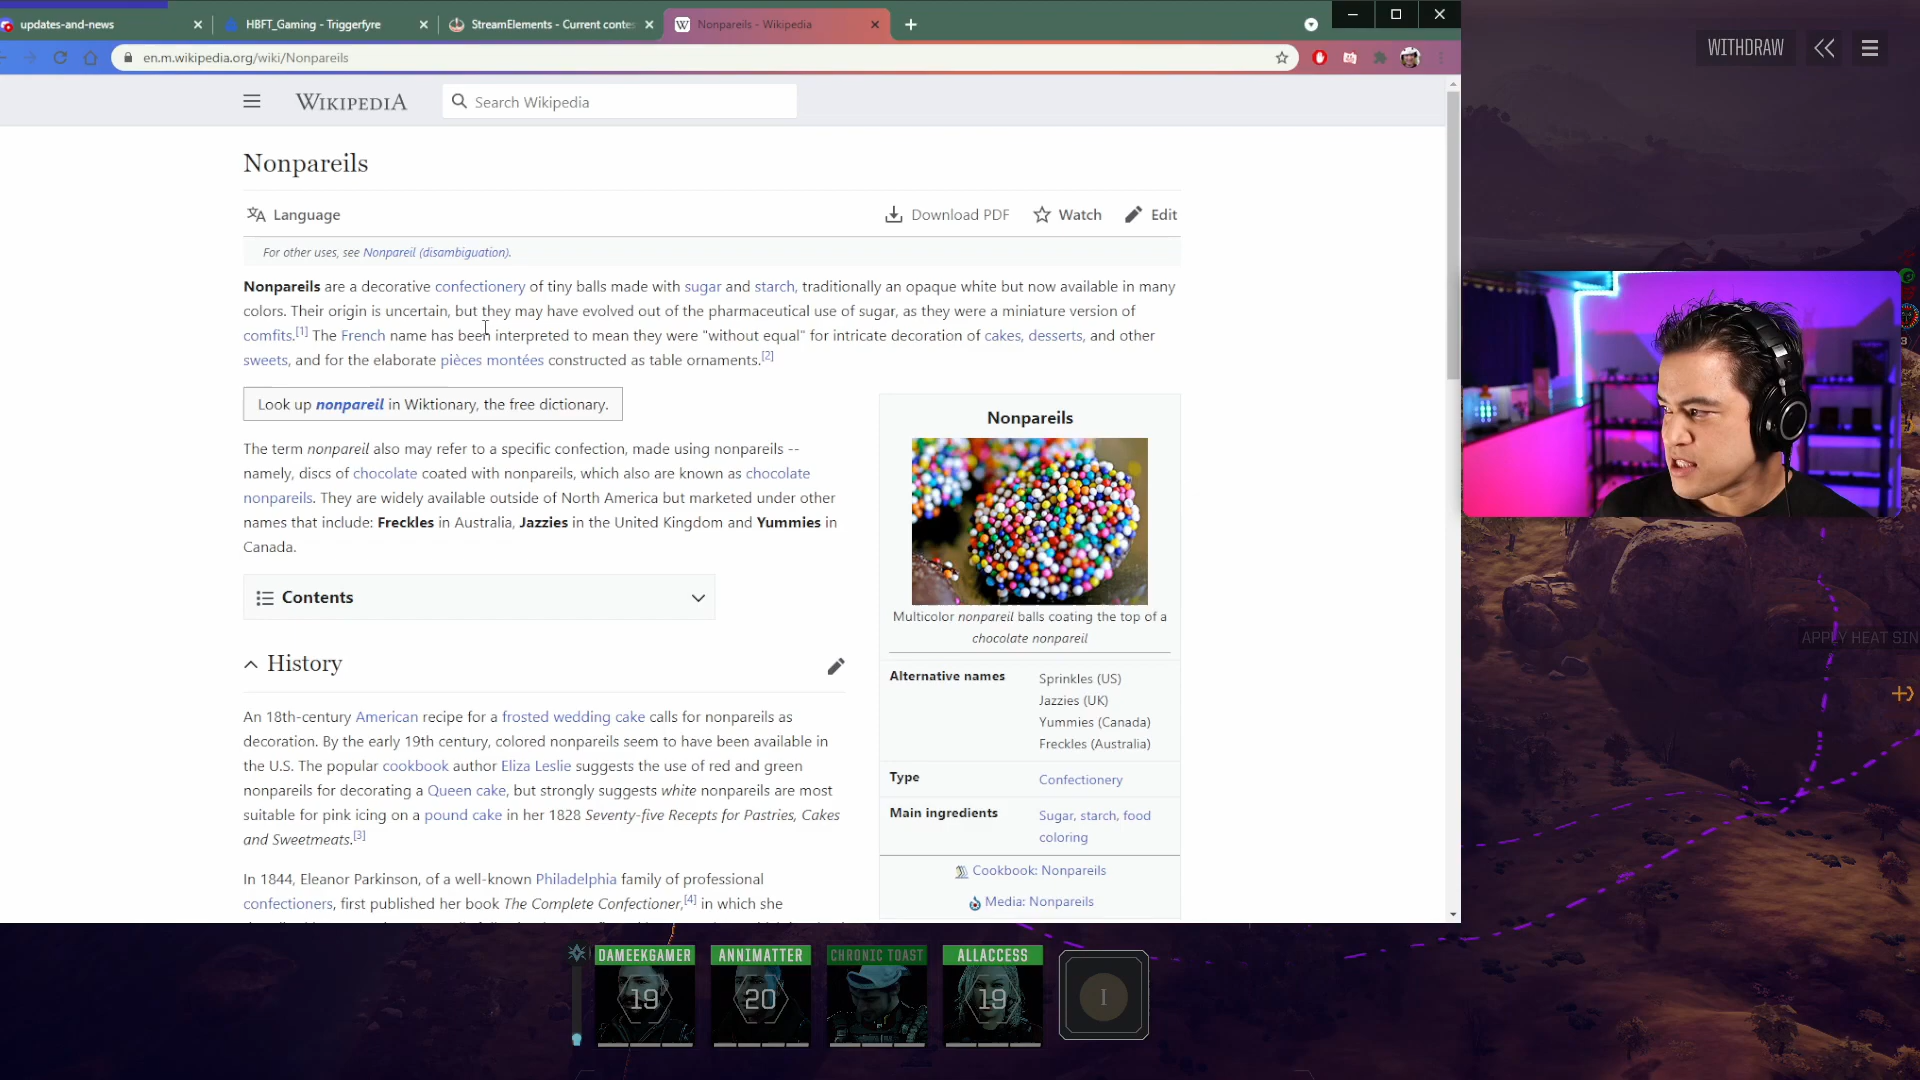 updates-and-news
HBFT_Gaming - Triggerfyre
StreamElements - Current contes
Nonpareils - Wikipedia
en.m.wikipedia.org/wiki/Nonpareils
WITHDRAW
WIKIPEDIA
Search Wikipedia
Nonpareils
Language
Download PDF
Watch
Edit
For other uses, see Nonpareil (disambiguation).
Nonpareils are a decorative confectionery of tiny balls made with sugar and starch, traditionally an opaque white but now available in many
colors. Their origin is uncertain, but they may have evolved out of the pharmaceutical use of sugar, as they were a miniature version of
comfits.[1] The French name has been interpreted to mean they were "without equal" for intricate decoration of cakes, desserts, and other
sweets, and for the elaborate pièces montées constructed as table ornaments.[2]
Look up nonpareil in Wiktionary, the free dictionary.
The term nonpareil also may refer to a specific confection, made using nonpareils --
namely, discs of chocolate coated with nonpareils, which also are known as chocolate
nonpareils. They are widely available outside of North America but marketed under other
names that include: Freckles in Australia, Jazzies in the United Kingdom and Yummies in
Canada.
Contents
History
An 18th-century American recipe for a frosted wedding cake calls for nonpareils as
decoration. By the early 19th century, colored nonpareils seem to have been available in
the U.S. The popular cookbook author Eliza Leslie suggests the use of red and green
nonpareils for decorating a Queen cake, but strongly suggests white nonpareils are most
suitable for pink icing on a pound cake in her 1828 Seventy-five Recepts for Pastries, Cakes
and Sweetmeats.[3]
In 1844, Eleanor Parkinson, of a well-known Philadelphia family of professional
confectioners, first published her book The Complete Confectioner,[4] in which she
Nonpareils
Multicolor nonpareil balls coating the top of a
chocolate nonpareil
Alternative names
Sprinkles (US)
Jazzies (UK)
Yummies (Canada)
Freckles (Australia)
Type
Confectionery
Main ingredients
Sugar, starch, food
coloring
Cookbook: Nonpareils
Media: Nonpareils
APPLY HEAT SIN
DAMEEKGAMER
ANNIMATTER
CHRONIC TOAST
ALLACCESS
19
20
19
I